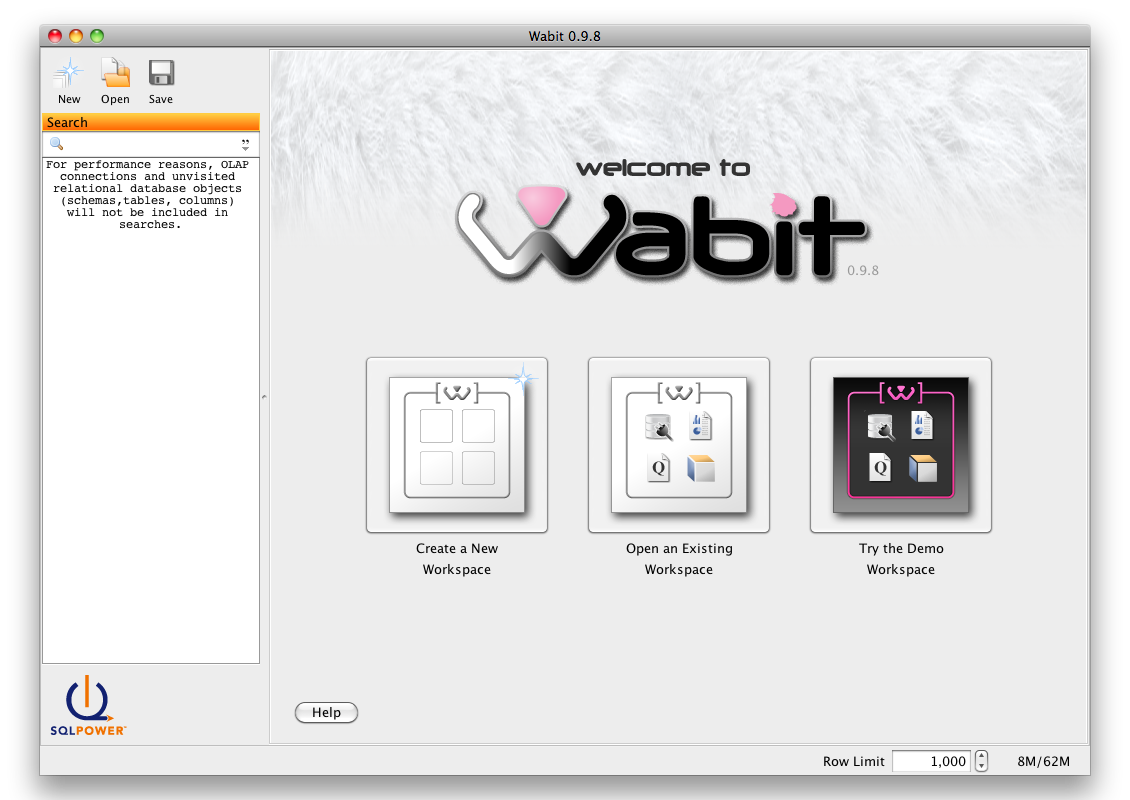 Wabit 0.9.8
New Open Save
Search
For performance reasons, OLAP
connections and unvisited
relational database objects
(schemas,tables, columns)
will not be included in
searches.
welcome to
Wabit
0.9.8
Create a New
Workspace
Open an Existing
Workspace
Try the Demo
Workspace
Q
Q
SQLPOWER
Help
Row Limit 1,000 8M/62M